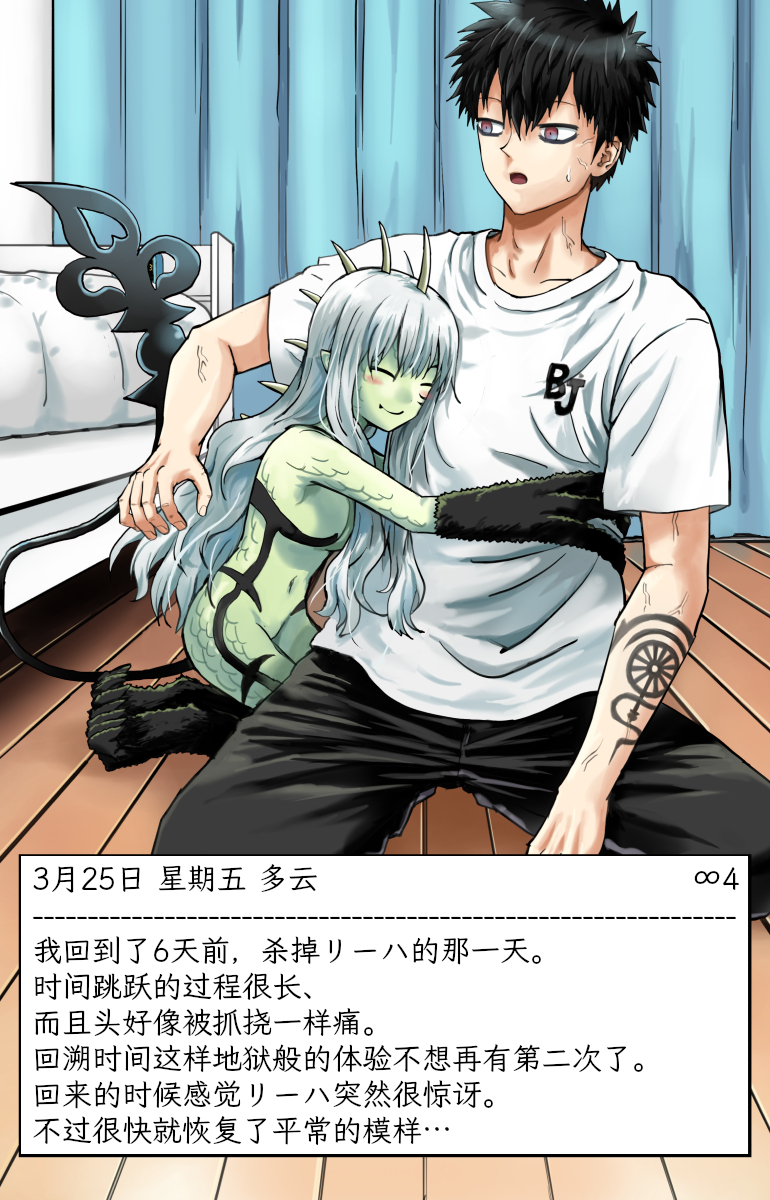 BJ
3月25日 星期五 多云 ∞4
我回到了6天前，杀掉リーハ的那一天。
时间跳跃的过程很长、
而且头好像被抓挠一样痛。
回溯时间这样地狱般的体验不想再有第二次了。
回来的时候感觉リーハ突然很惊讶。
不过很快就恢复了平常的模样…